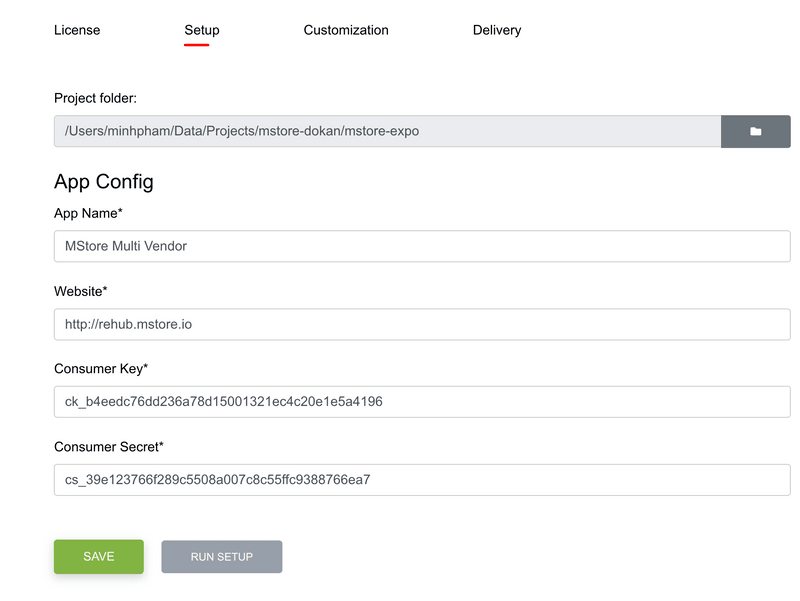 License Setup Customization Delivery
Project folder:
/Users/minhpham/Data/Projects/mstore-dokan/mstore-expo
App Config
App Name*
MStore Multi Vendor
Website*
http://rehub.mstore.io
Consumer Key*
ck_b4eedc76dd236a78d15001321ec4c20e1e5a4196
Consumer Secret*
cs_39e123766f289c5508a007c8c55ffc9388766ea7
SAVE RUN SETUP